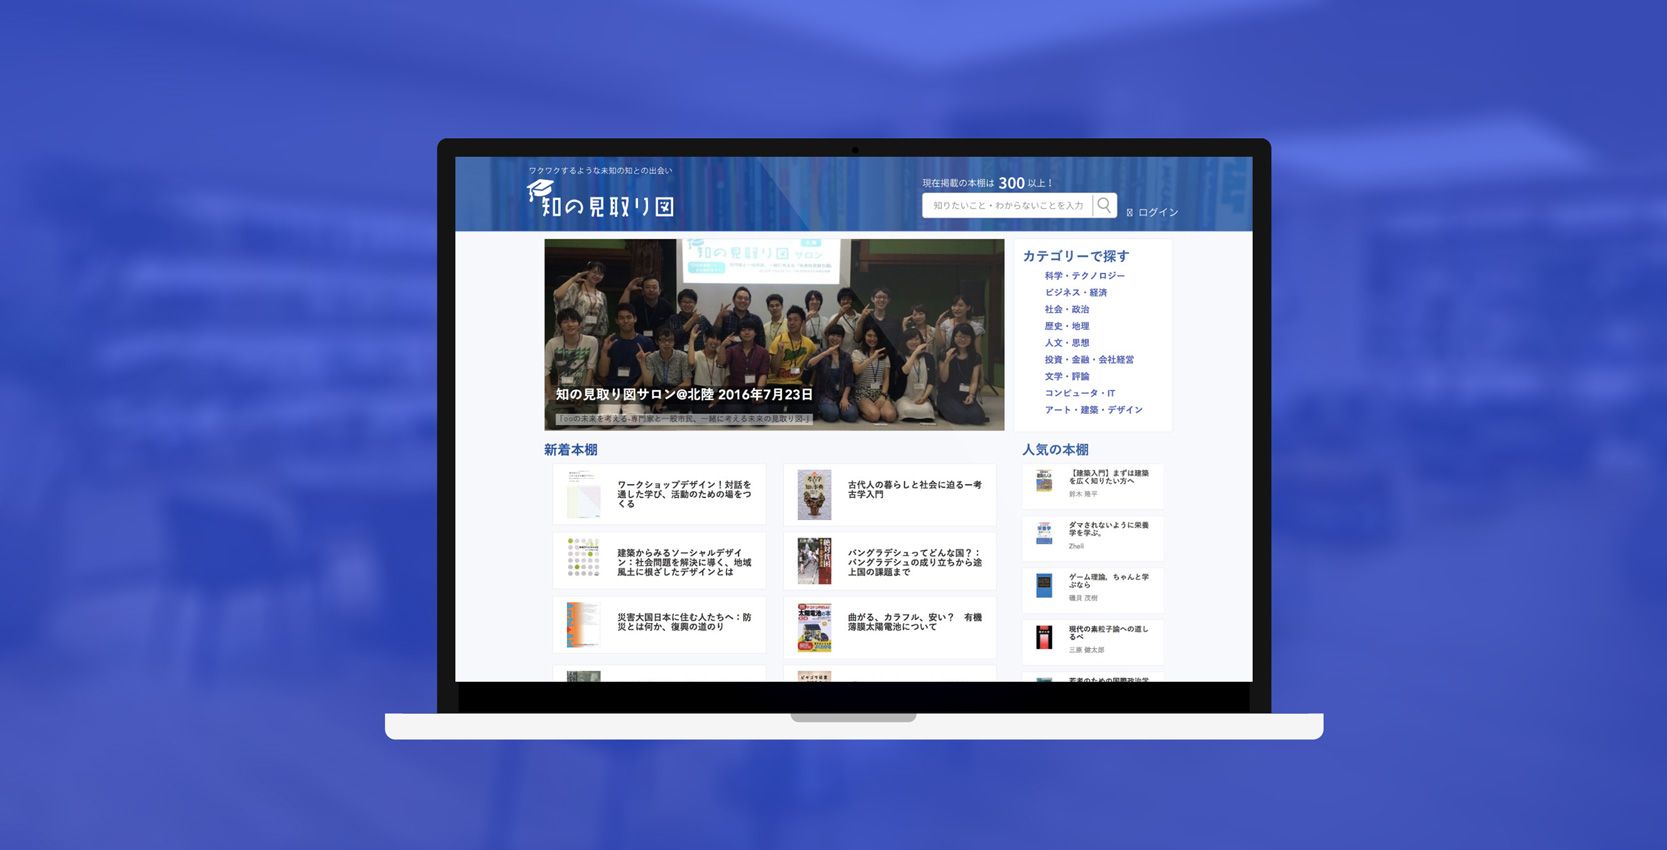 ワクワクするような未知の知との出会い
知の見取り図
現在掲載の本棚は 300 以上！
知りたいこと・わからないことを入力
ログイン
知の見取り図 サロン
知の見取り図サロン@北陸 2016年7月23日
「○○の未来を考える-専門家と一般市民、一緒に考える未来の見取り図-」
カテゴリーで探す
科学・テクノロジー
ビジネス・経済
社会・政治
歴史・地理
人文・思想
投資・金融・会社経営
文学・評論
コンピュータ・IT
アート・建築・デザイン
新着本棚
ワークショップデザイン！対話を
通した学び、活動のための場をつ
くる
古代人の暮らしと社会に迫るー考
古学入門
建築からみるソーシャルデザイ
ン：社会問題を解決に導く、地域
風土に根ざしたデザインとは
絶対貧困
バングラデシュってどんな国？：
バングラデシュの成り立ちから途
上国の課題まで
災害大国日本に住む人たちへ：防
災とは何か、復興の道のり
太陽電池の本
曲がる、カラフル、安い？　有機
薄膜太陽電池について
人気の本棚
【建築入門】まずは建築
を広く知りたい方へ
鈴木 隆平
栄養学
ダマされないように栄養
学を学ぶ。
Zheii
ゲーム理論，ちゃんと学
ぶなら
磯貝 茂樹
現代の素粒子論への道し
るべ
三原 健太郎
若者のための国際政治学